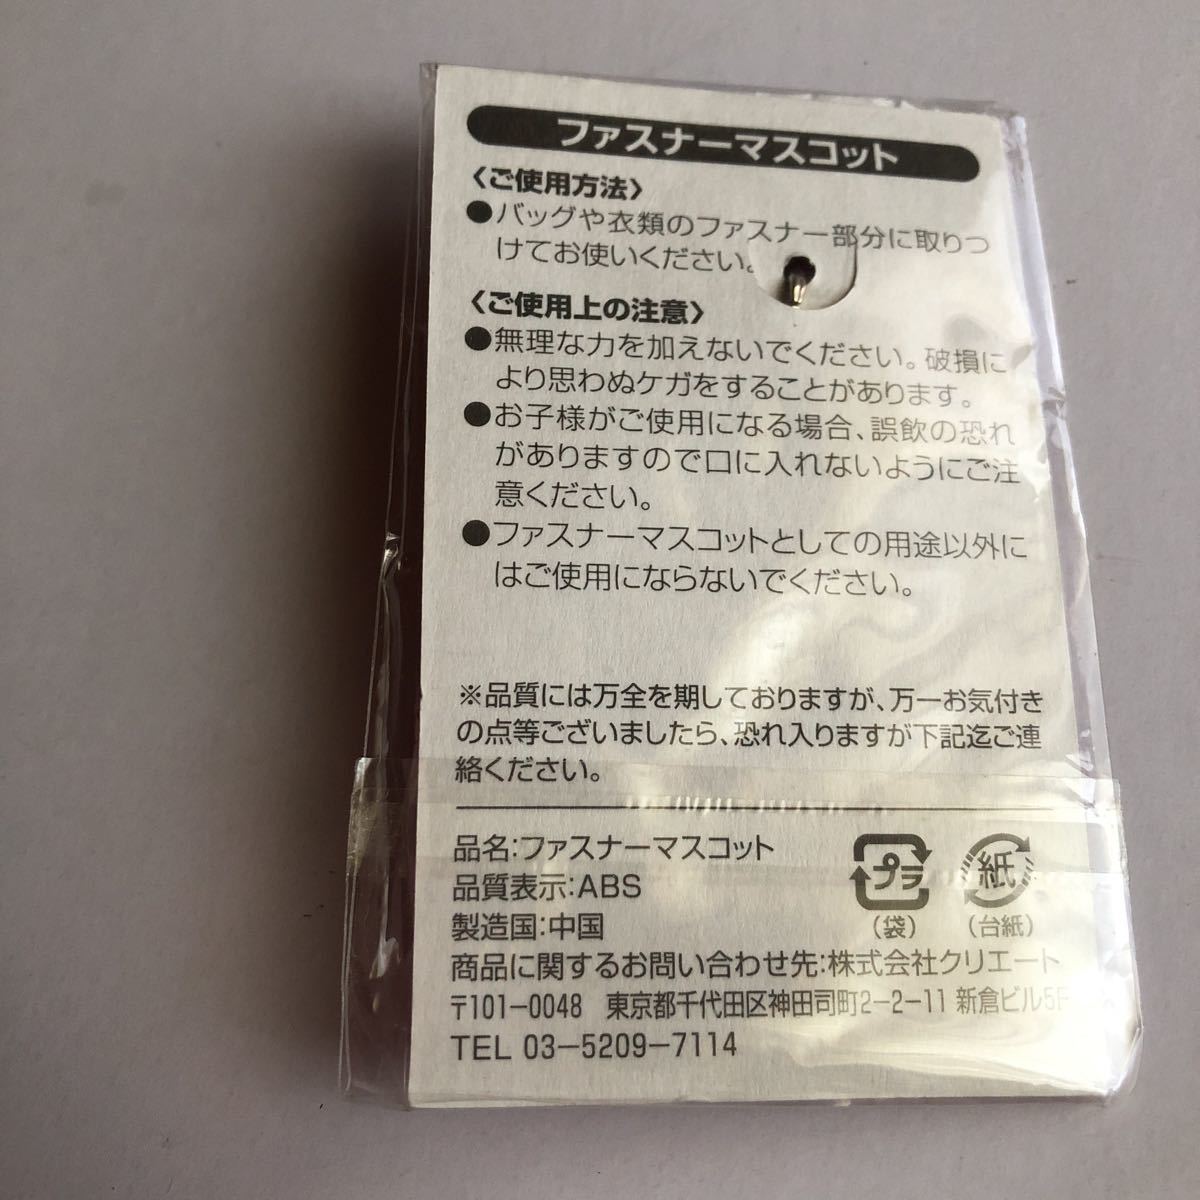 ファスナーマスコット
〈ご使用方法〉
●バッグや衣類のファスナー部分に取りつ
けてお使いください。
〈ご使用上の注意〉
●無理な力を加えないでください。破損に
より思わぬケガをすることがあります。
●お子様がご使用になる場合、誤飲の恐れ
がありますので口に入れないようにご注
意ください。
●ファスナーマスコットとしての用途以外に
はご使用にならないでください。
※品質には万全を期しておりますが、万一お気付き
の点等ございましたら、恐れ入りますが下記迄ご連
絡ください。
品名:ファスナーマスコット
品質表示:ABS
製造国:中国
プラ
(袋)
紙
(台紙)
商品に関するお問い合わせ先:株式会社クリエート
〒101-0048 東京都千代田区神田司町2-2-11 新倉ビル5F
TEL 03-5209-7114